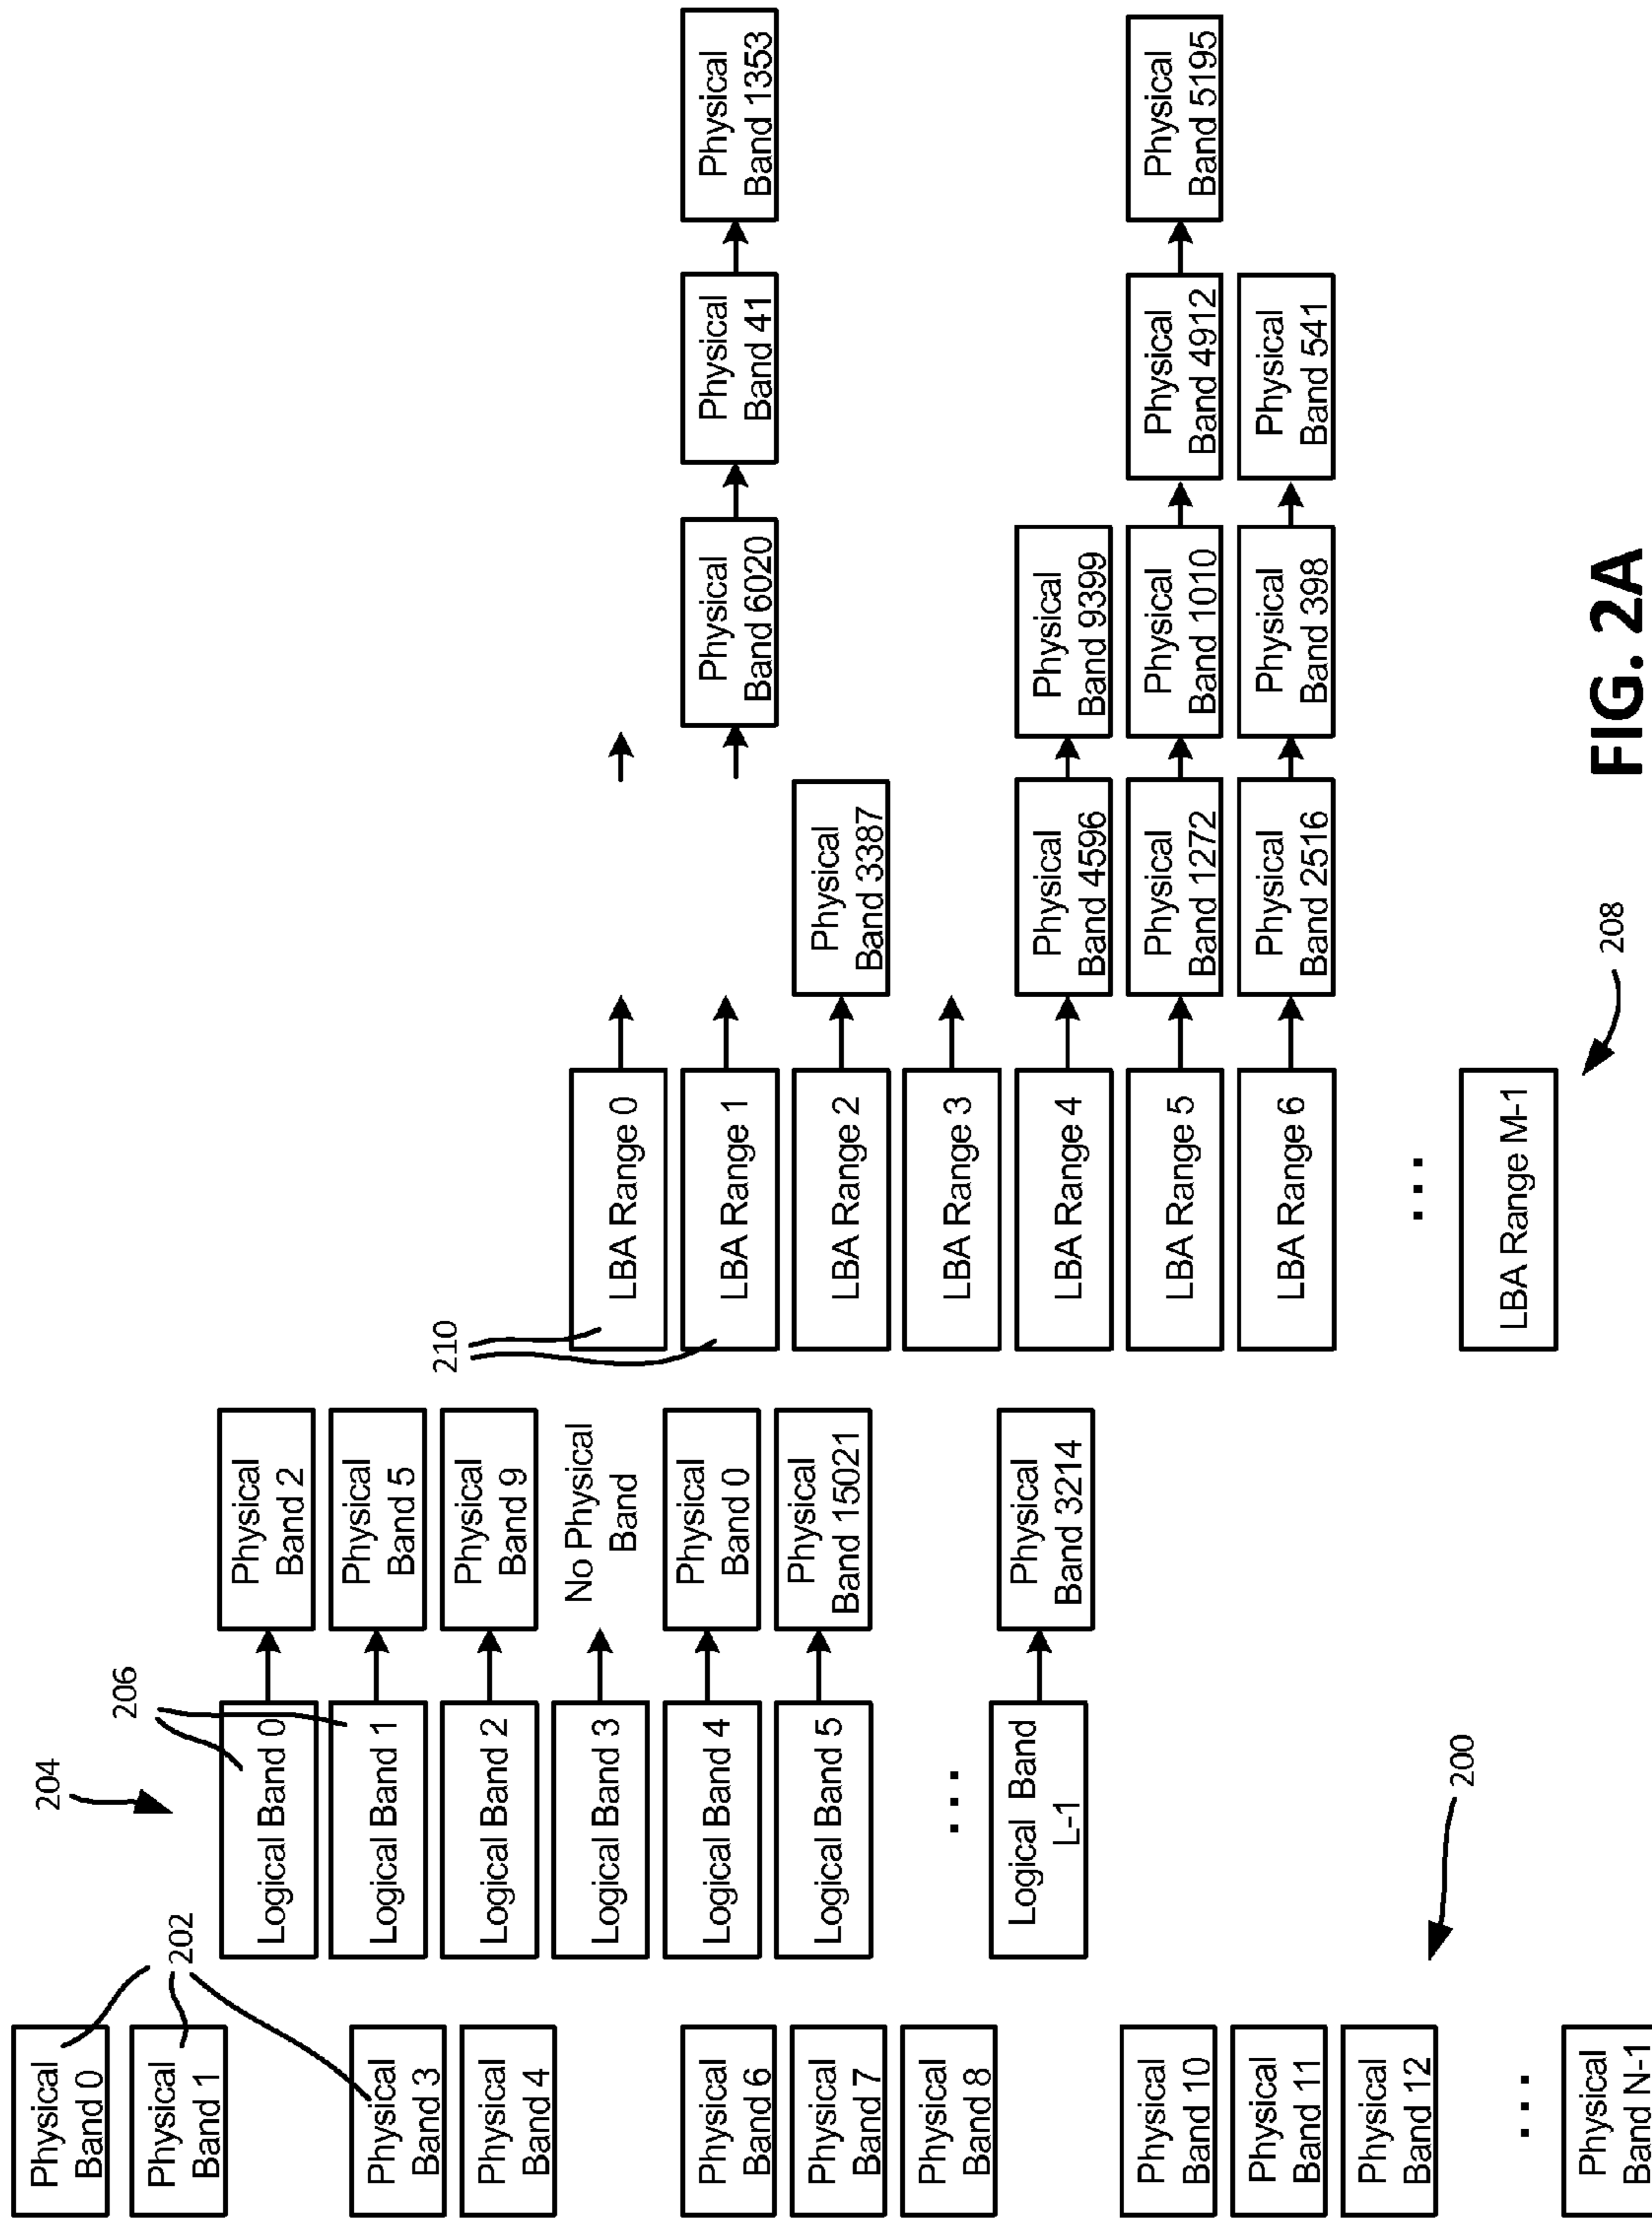 Physical
Band 0
Physical
Band 1
202
Physical
Band 3
Physical
Band 4
Physical
Band 6
Physical
Band 7
Physical
Band 8
Physical
Band 10
Physical
Band 11
Physical
Band 12
...
Physical
Band N-1
200
204
206
Logical Band 0
Physical
Band 2
Logical Band 1
Physical
Band 5
Logical Band 2
Physical
Band 9
Logical Band 3
No Physical
Band
Logical Band 4
Physical
Band 0
Logical Band 5
Physical
Band 15021
...
Logical Band
L-1
Physical
Band 3214
210
LBA Range 0
LBA Range 1
Physical
Band 6020
Physical
Band 41
Physical
Band 1353
LBA Range 2
Physical
Band 3387
LBA Range 3
LBA Range 4
Physical
Band 4596
Physical
Band 9399
LBA Range 5
Physical
Band 1272
Physical
Band 1010
Physical
Band 4912
Physical
Band 5195
LBA Range 6
Physical
Band 2516
Physical
Band 398
Physical
Band 541
...
LBA Range M-1
208
FIG. 2A